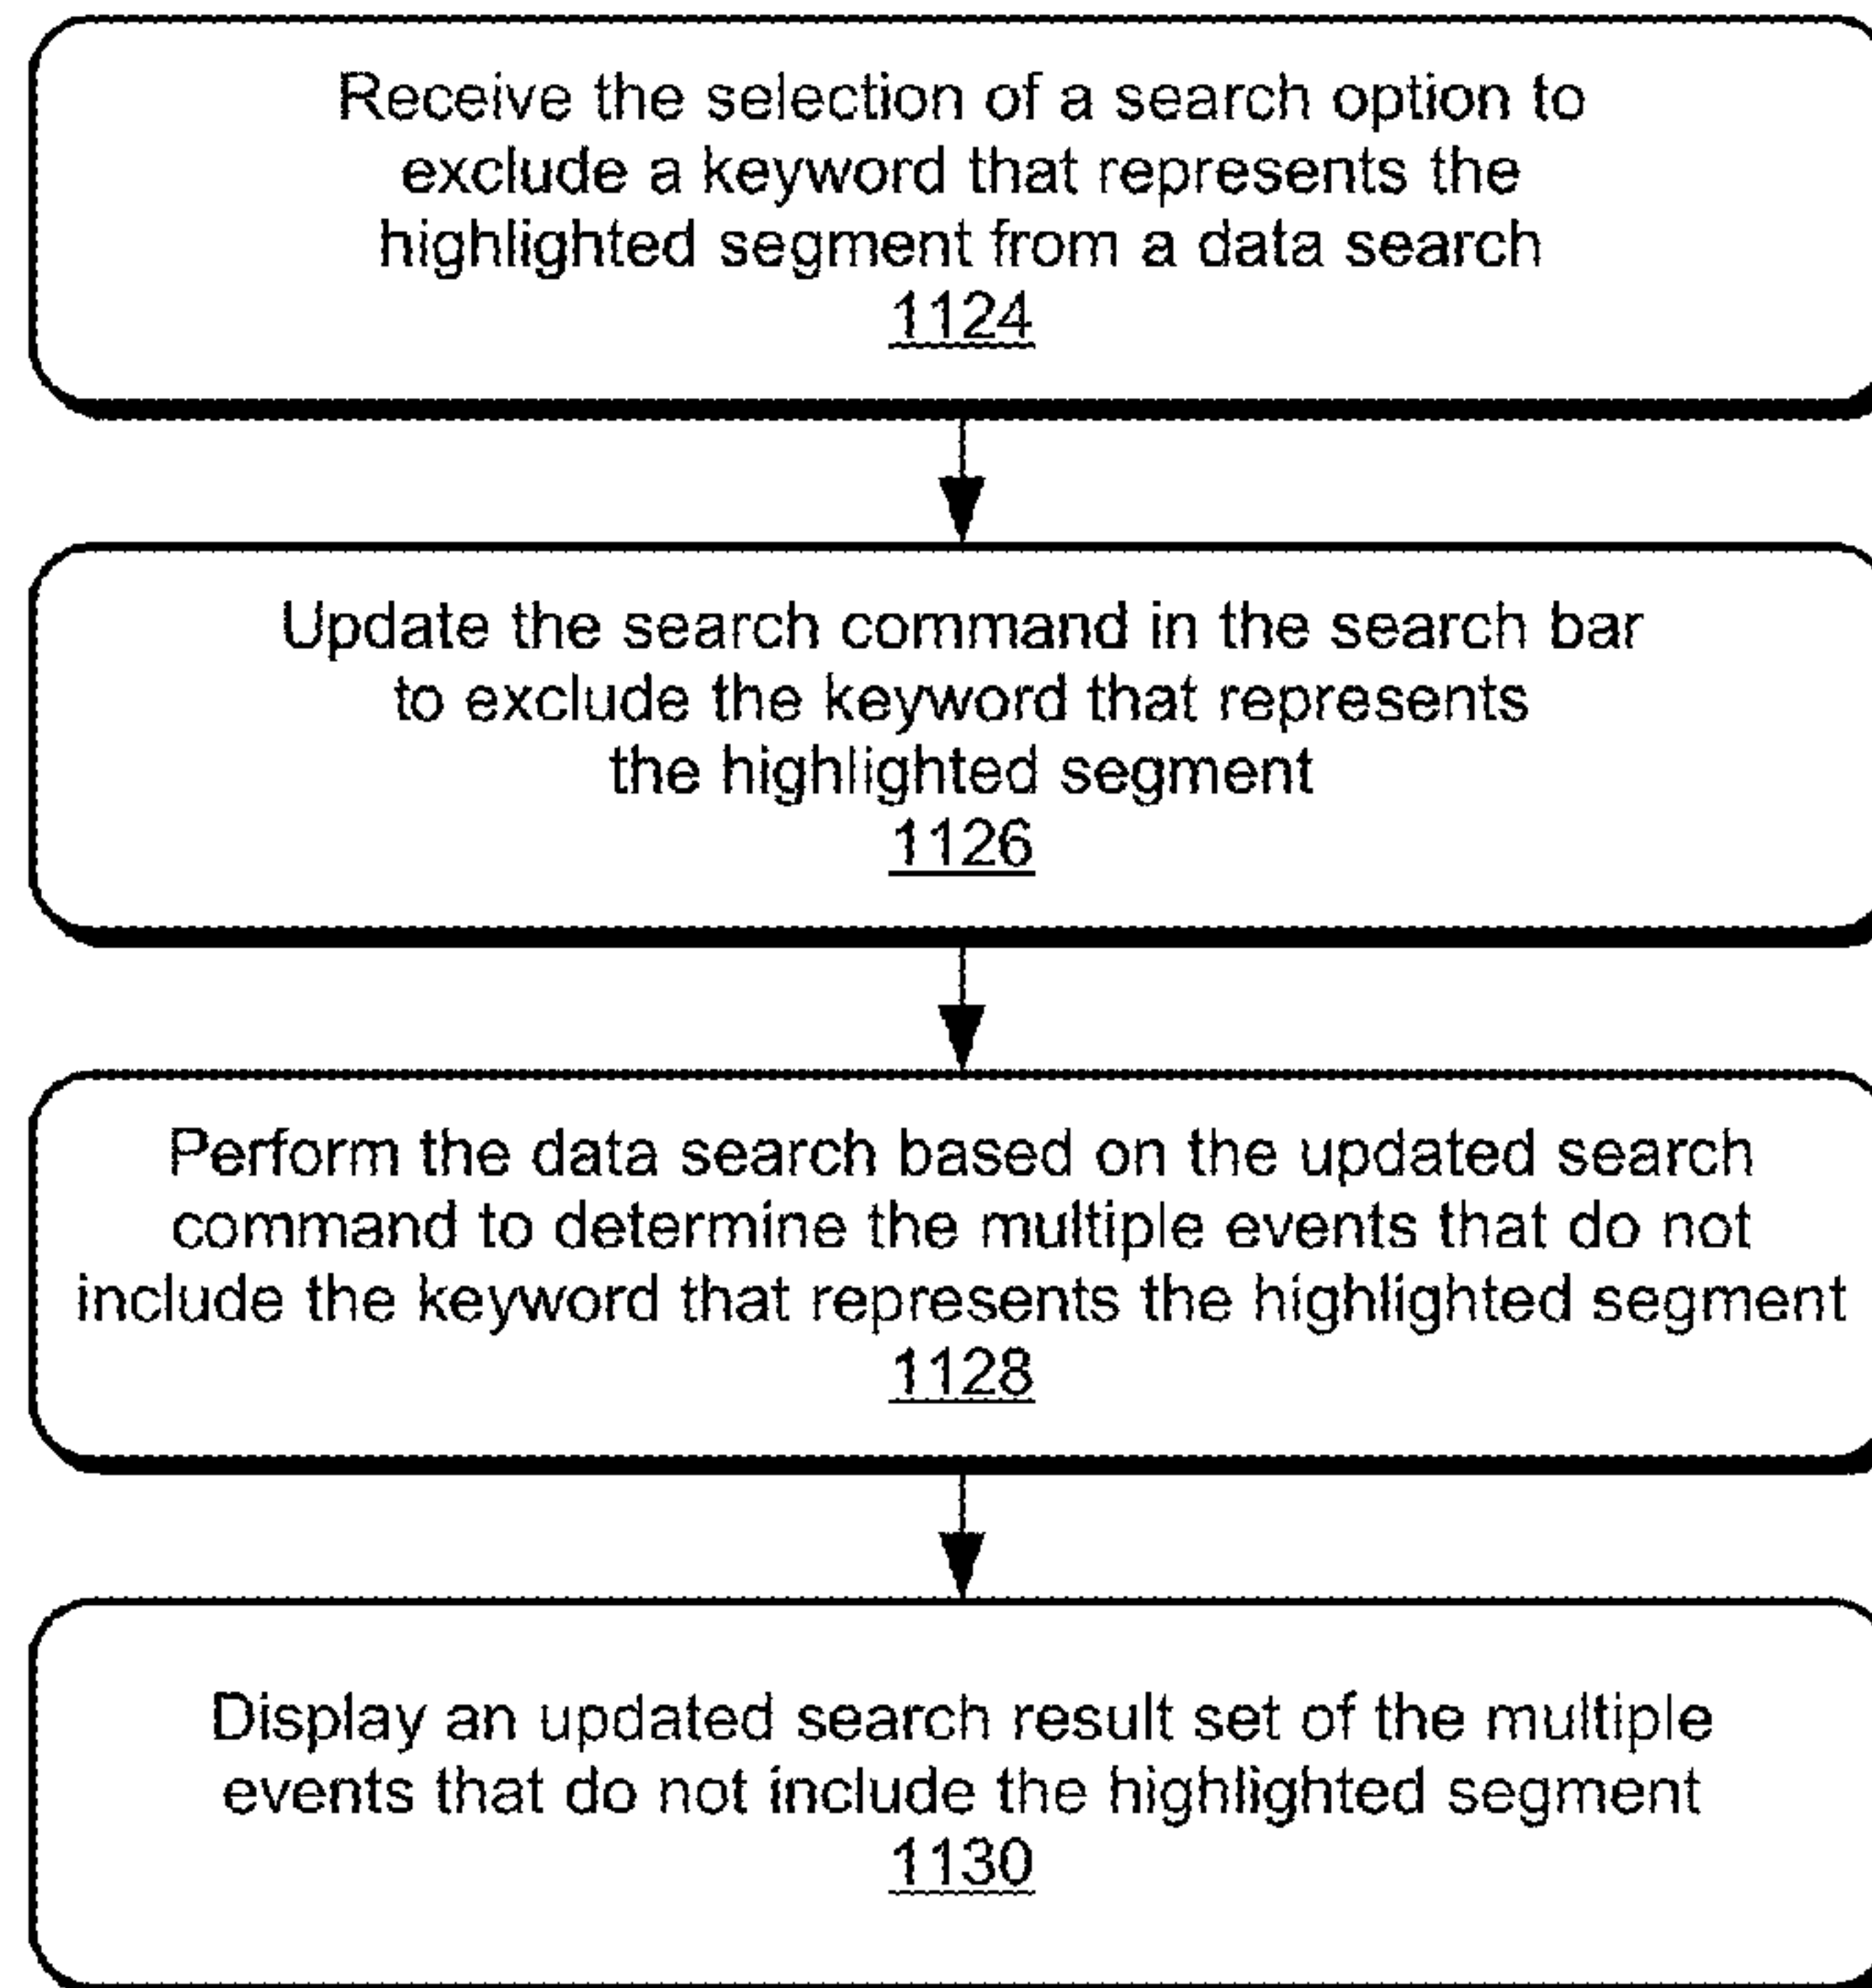 Receive the selection of a search option to
exclude a keyword that represents the
highlighted segment from a data search
1124
Update the search command in the search bar
to exclude the keyword that represents
the highlighted segment
1126
Perform the data search based on the updated search
command to determine the multiple events that do not
include the keyword that represents the highlighted segment
1128
Display an updated search result set of the multiple
events that do not include the highlighted segment
1130